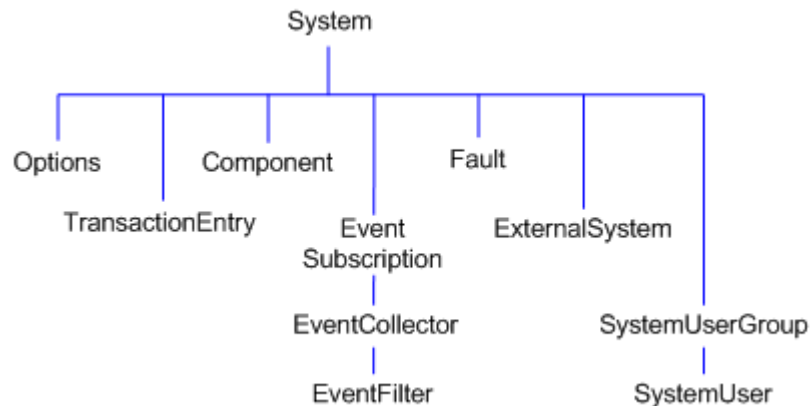 System
Options
Component
Fault
TransactionEntry
Event
Subscription
ExternalSystem
EventCollector
SystemUserGroup
EventFilter
SystemUser